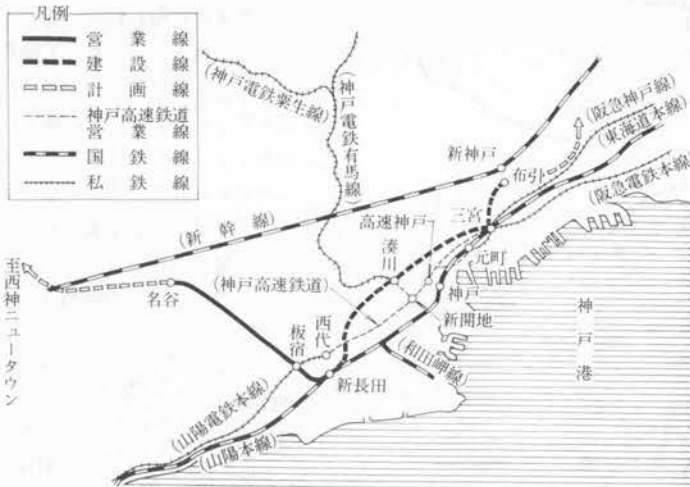 凡例
営業線
建設線
計画線
神戸高速鉄道
営業線
国鉄線
私鉄線
(神戸電鉄粟生線)
(神戸電鉄有馬線)
(阪急神戸線)
(東海道本線)
(阪急電鉄本線)
新神戸
布引
三宮
高速神戸
元町
湊川
(新幹線)
至西神ニュータウン
名谷
(神戸高速鉄道)
神戸
新開地
神戸港
西代
板宿
(和田岬線)
新長田
(山陽電鉄本線)
(山陽本線)